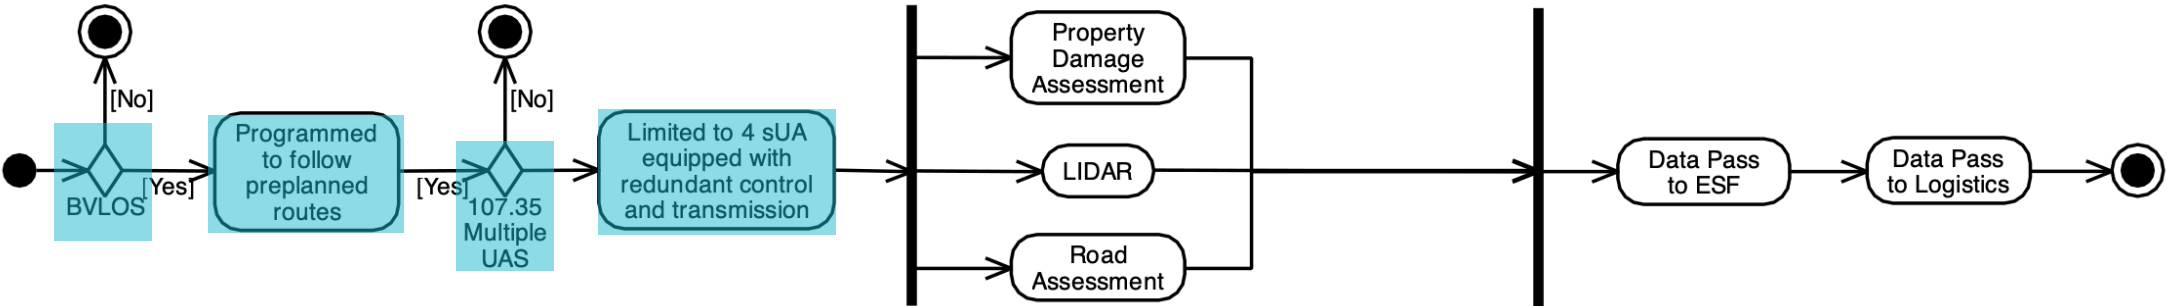 [No]
BVLOS
[Yes]
Programmed
to follow
preplanned
routes
[Yes]
[No]
107.35
Multiple
UAS
Limited to 4 sUA
equipped with
redundant control
and transmission
Property
Damage
Assessment
LIDAR
Road
Assessment
Data Pass
to ESF
Data Pass
to Logistics